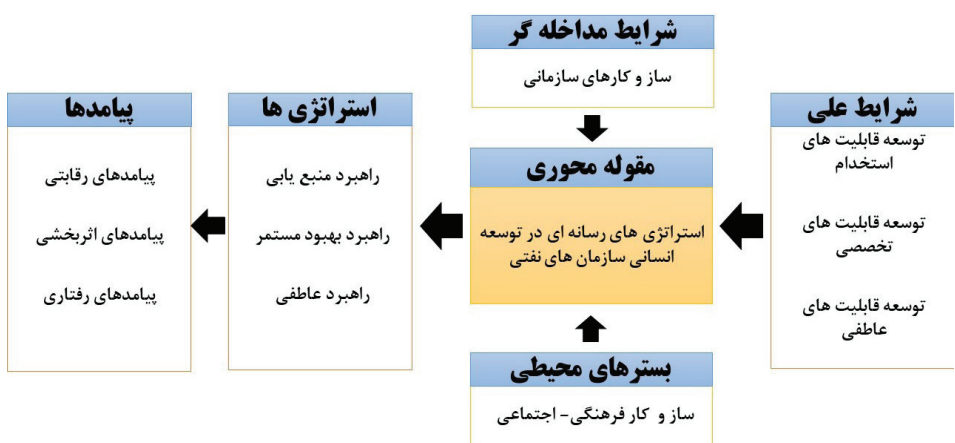 شرایط مداخله گر
ساز و کارهای سازمانی
شرایط علی
توسعه قابلیت های
استخدام
توسعه قابلیت های
تخصصی
توسعه قابلیت های
عاطفی
مقوله محوری
استراتژی های رسانه ای در توسعه
انسانی سازمان های نفتی
استراتژی ها
راهبرد منبع یابی
راهبرد بهبود مستمر
راهبرد عاطفی
پیامدها
پیامدهای رقابتی
پیامدهای اثربخشی
پیامدهای رفتاری
بسترهای محیطی
ساز و کار فرهنگی- اجتماعی